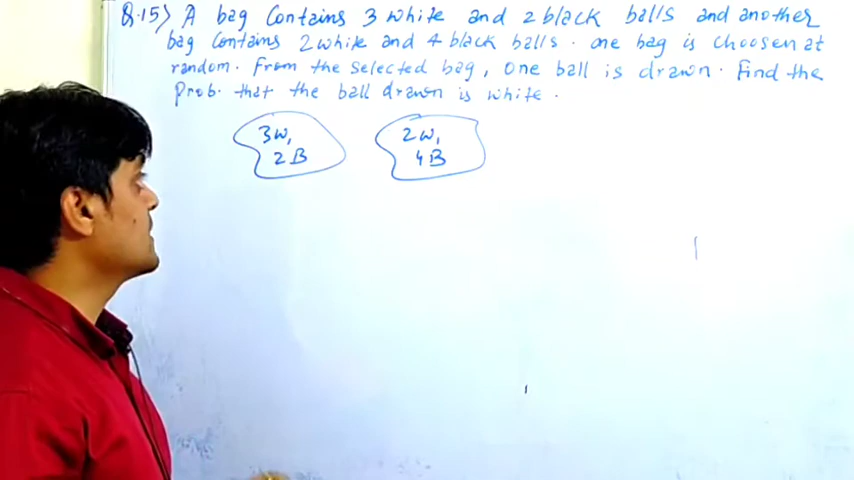 Q.15) A bag contains 3 white and 2 black balls and another
bag contains 2 white and 4 black balls. one bag is choosen at
random. From the selected bag, one ball is drawn. Find the
Prob. that the ball drawn is white.
3W, 2W,
2B 4B